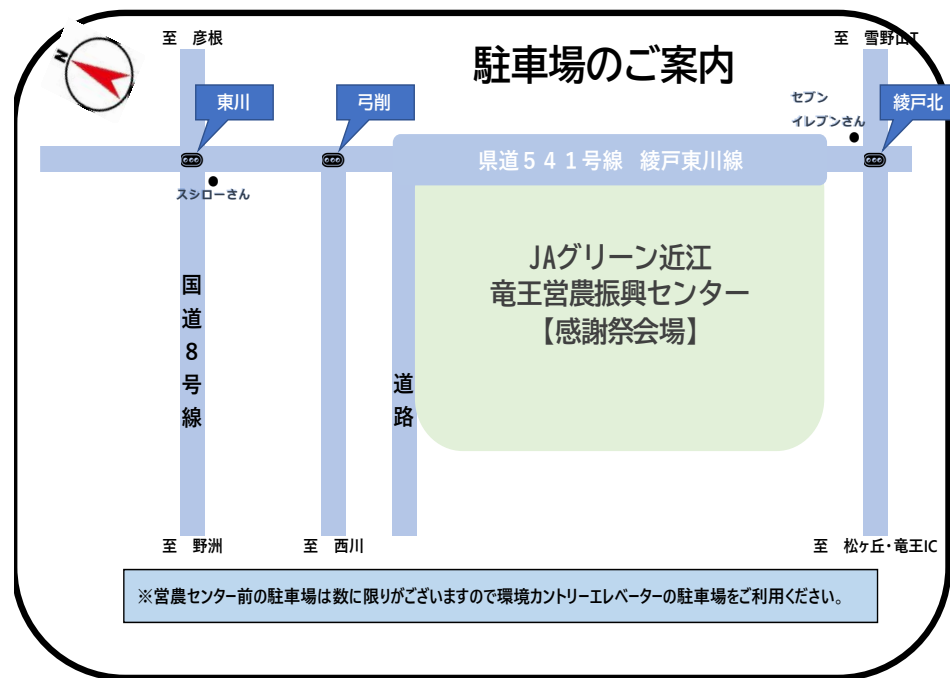 N
至 彦根
駐車場のご案内
至 雪野山T
東川
弓削
セブン
イレブンさん
綾戸北
県道５４１号線 綾戸東川線
スシローさん
国道８号線
JAグリーン近江
竜王営農振興センター
【感謝祭会場】
道路
至 野洲
至 西川
至 松ヶ丘・竜王IC
※営農センター前の駐車場は数に限りがございますので環境カントリーエレベーターの駐車場をご利用ください。